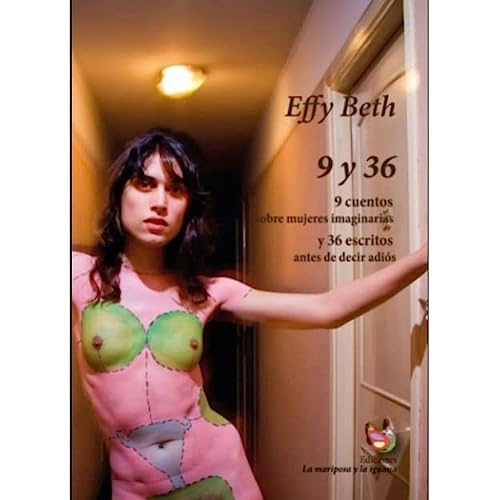 Effy Beth
9 y 36
9 cuentos
sobre mujeres imaginarias
y 36 escritos
antes de decir adiós
Ediciones
La mariposa y la iguana